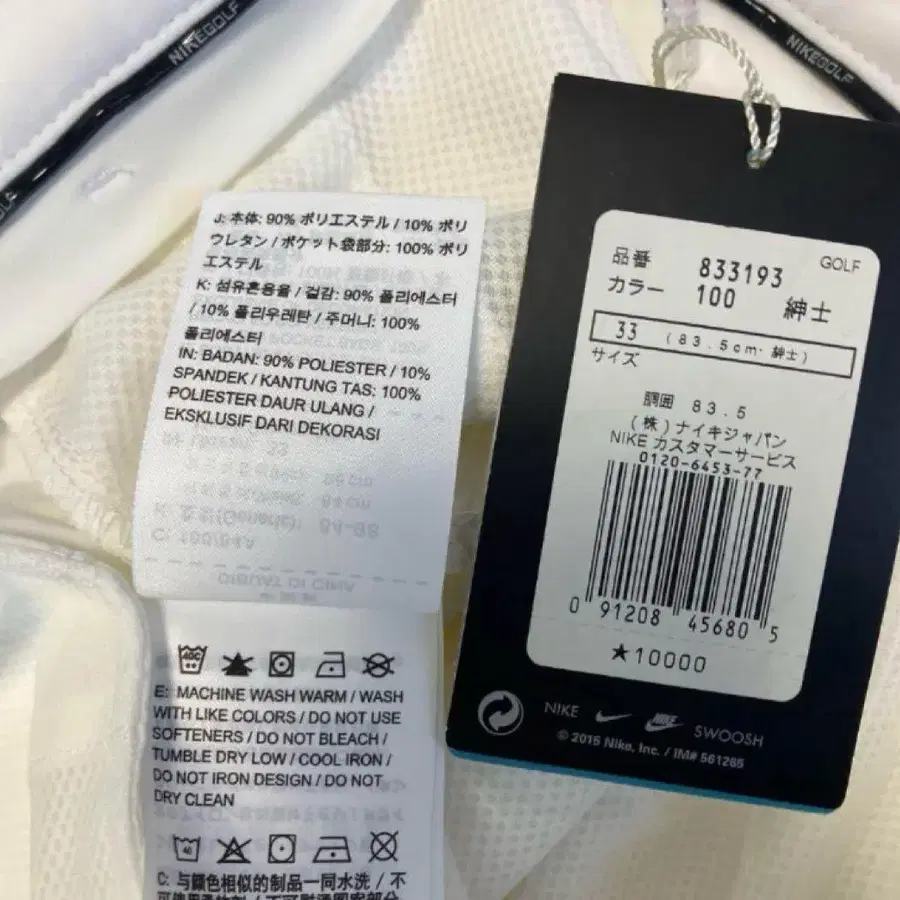 NIKEGOLF
NIKEGOLF
J: 本体: 90% ポリエステル / 10% ポリ
ウレタン / ポケット袋部分: 100% ポリ
エステル
K: 섬유혼용율 / 겉감: 90% 폴리에스터
/ 10% 폴리우레탄 / 주머니: 100%
폴리에스터
IN: BADAN: 90% POLIESTER / 10%
SPANDEK / KANTUNG TAS: 100%
POLIESTER DAUR ULANG /
EKSKLUSIF DARI DEKORASI
40C
E: MACHINE WASH WARM / WASH
WITH LIKE COLORS / DO NOT USE
SOFTENERS / DO NOT BLEACH /
TUMBLE DRY LOW / COOL IRON /
DO NOT IRON DESIGN / DO NOT
DRY CLEAN
40
C: 与颜色相似的制品一同水洗 / 不
GOLF
品番 833193
カラー 100 紳士
33 (83.5cm・紳士)
サイズ
胴囲 83.5
(株)ナイキジャパン
NIKE カスタマーサービス
0120-6453-77
0 91208 45680 5
★10000
NIKE NIKE SWOOSH
© 2015 Nike, Inc. / IM# 561265